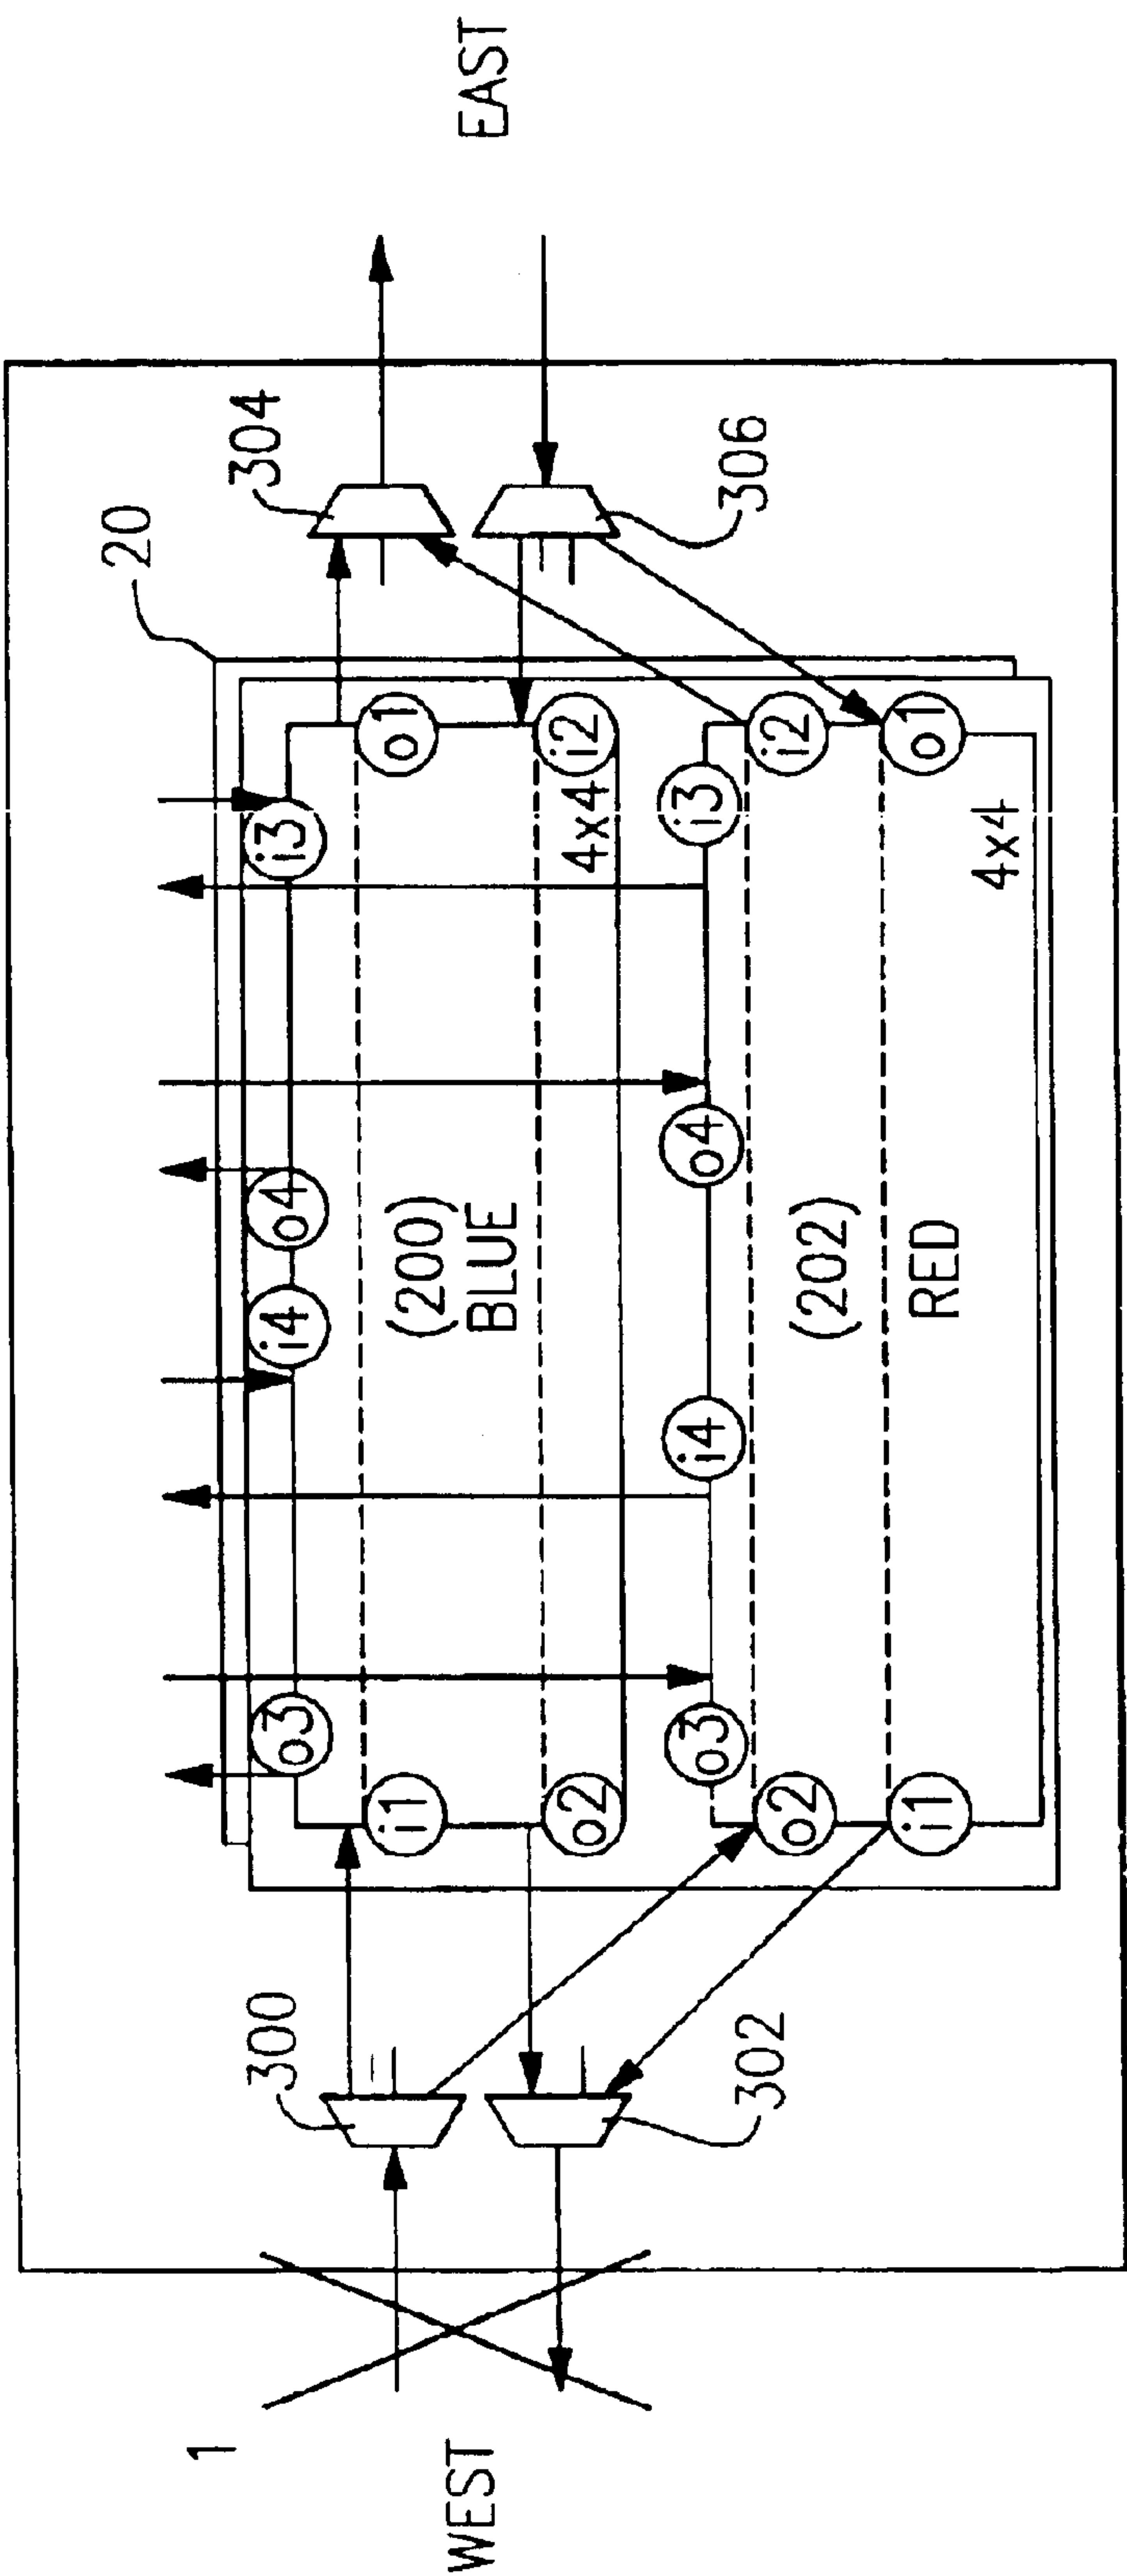 1
WEST
EAST
300
302
304
306
20
o3
i4
o4
i3
i1
o1
(200)
BLUE
o2
i2
4x4
o3
i4
o4
i3
o2
i2
(202)
RED
i1
o1
4x4